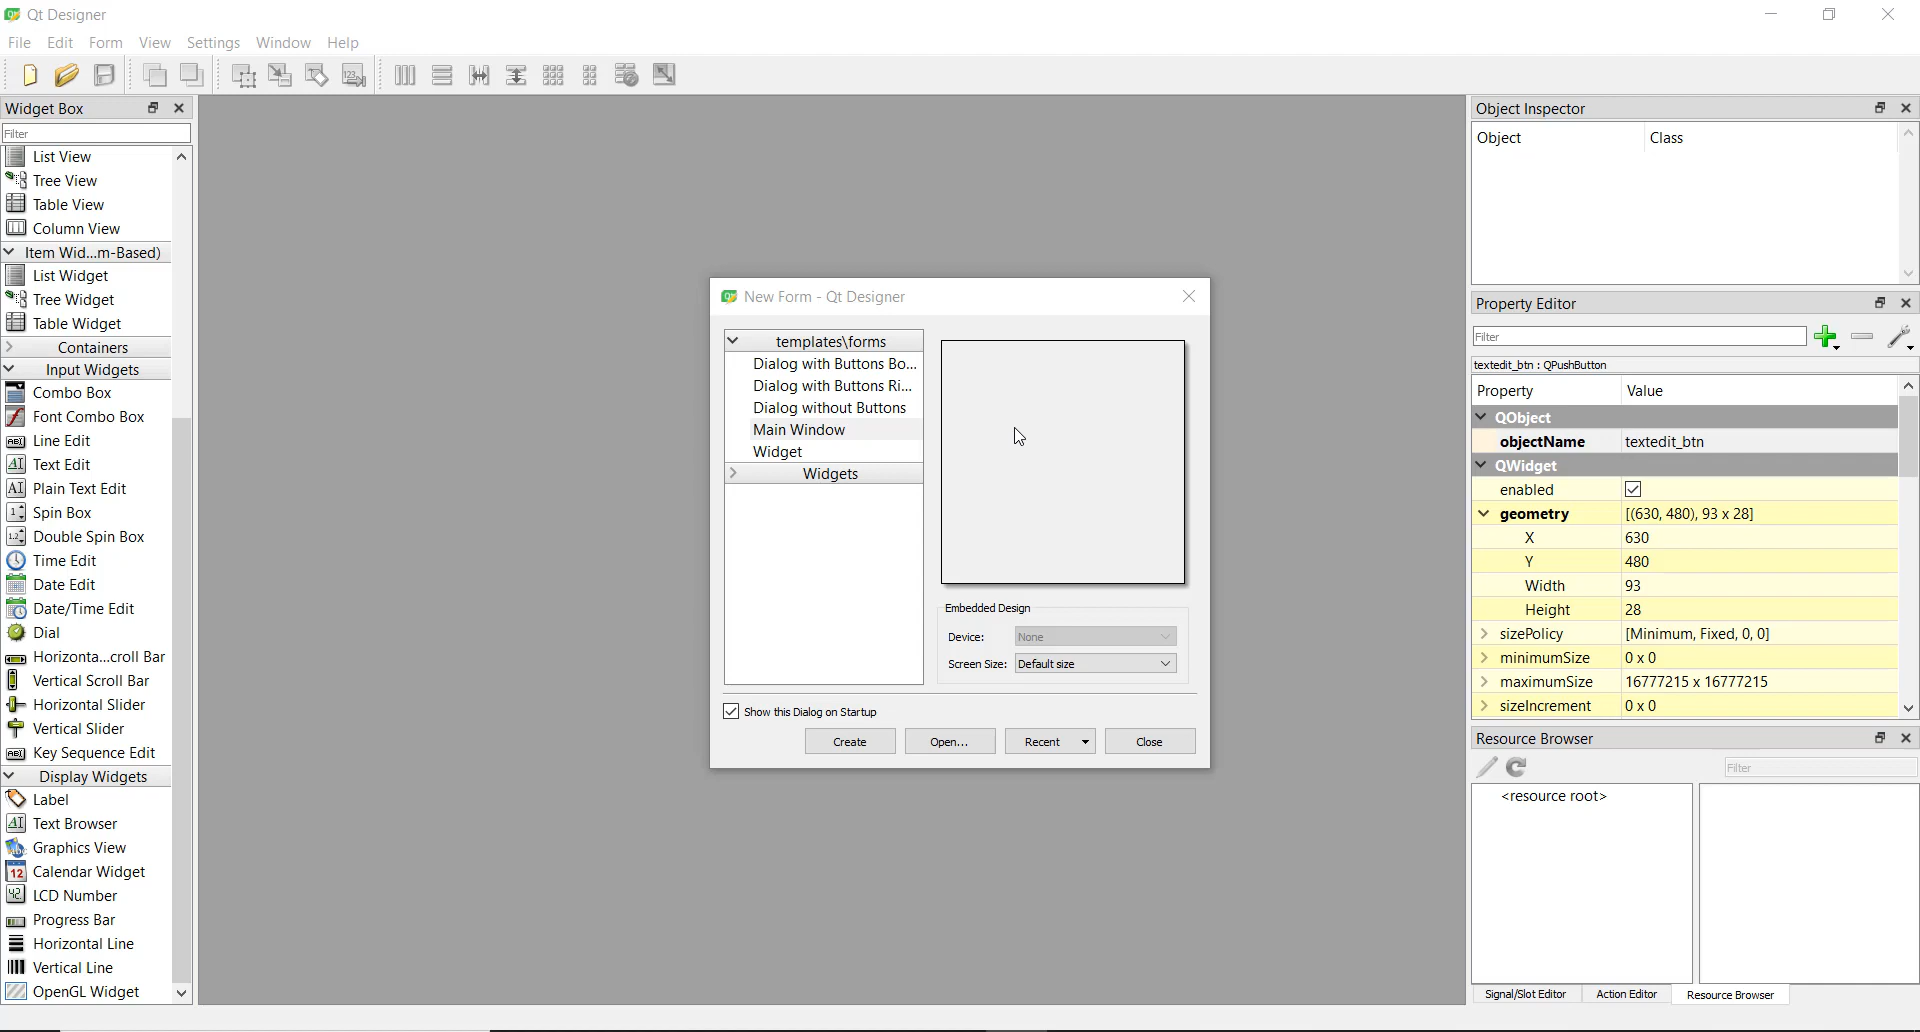 Qt Designer
File Edit Form View Settings Window Help
Widget Box
Filter
List View
Tree View
Table View
Column View
Item Wid...m-Based)
List Widget
Tree Widget
Table Widget
Containers
Input Widgets
Combo Box
Font Combo Box
Line Edit
Text Edit
Plain Text Edit
Spin Box
Double Spin Box
Time Edit
Date Edit
Date/Time Edit
Dial
Horizonta...croll Bar
Vertical Scroll Bar
Horizontal Slider
Vertical Slider
Key Sequence Edit
Display Widgets
Label
Text Browser
Graphics View
Calendar Widget
LCD Number
Progress Bar
Horizontal Line
Vertical Line
OpenGL Widget
New Form - Qt Designer
templates\forms
Dialog with Buttons Bo...
Dialog with Buttons Ri...
Dialog without Buttons
Main Window
Widget
Widgets
Embedded Design
Device: None
Screen Size: Default size
Show this Dialog on Startup
Create Open... Recent Close
Object Inspector
Object Class
Property Editor
Filter
textedit_btn : QPushButton
Property Value
QObject
objectName textedit_btn
QWidget
enabled
geometry [(630, 480), 93 x 28]
X 630
Y 480
Width 93
Height 28
sizePolicy [Minimum, Fixed, 0, 0]
minimumSize 0 x 0
maximumSize 16777215 x 16777215
sizeIncrement 0 x 0
Resource Browser
Filter
<resource root>
Signal/Slot Editor Action Editor Resource Browser